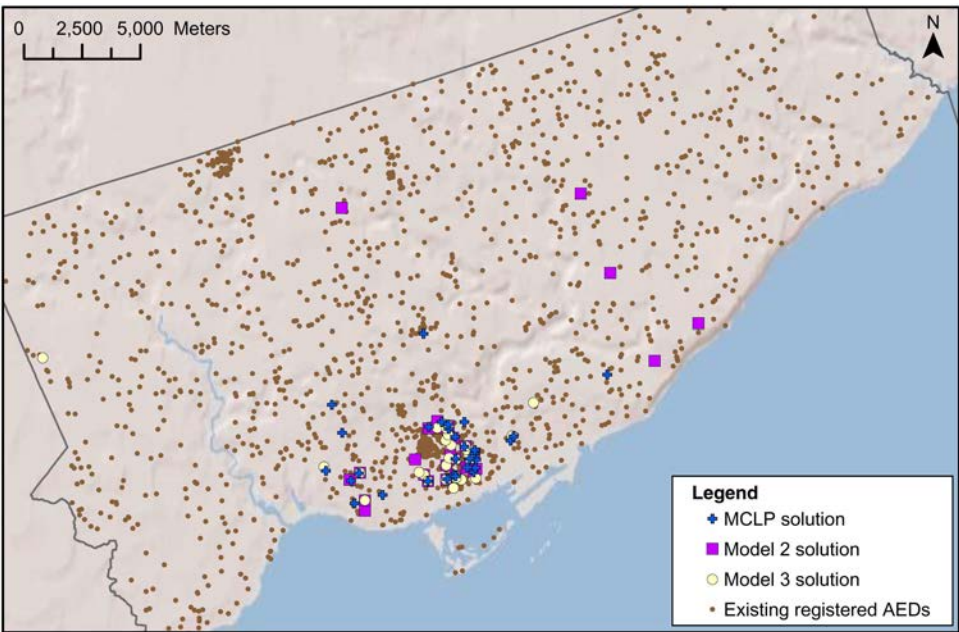 0 2,500 5,000 Meters
N
Legend
MCLP solution
Model 2 solution
Model 3 solution
Existing registered AEDs